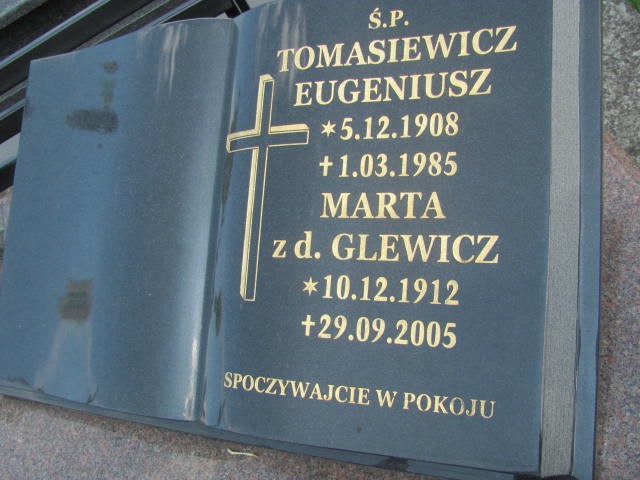 Ś.P.
TOMASIEWICZ
EUGENIUSZ
✶5.12.1908
✝1.03.1985
MARTA
z d. GLEWICZ
✶10.12.1912
✝29.09.2005
SPOCZYWAJCIE W POKOJU